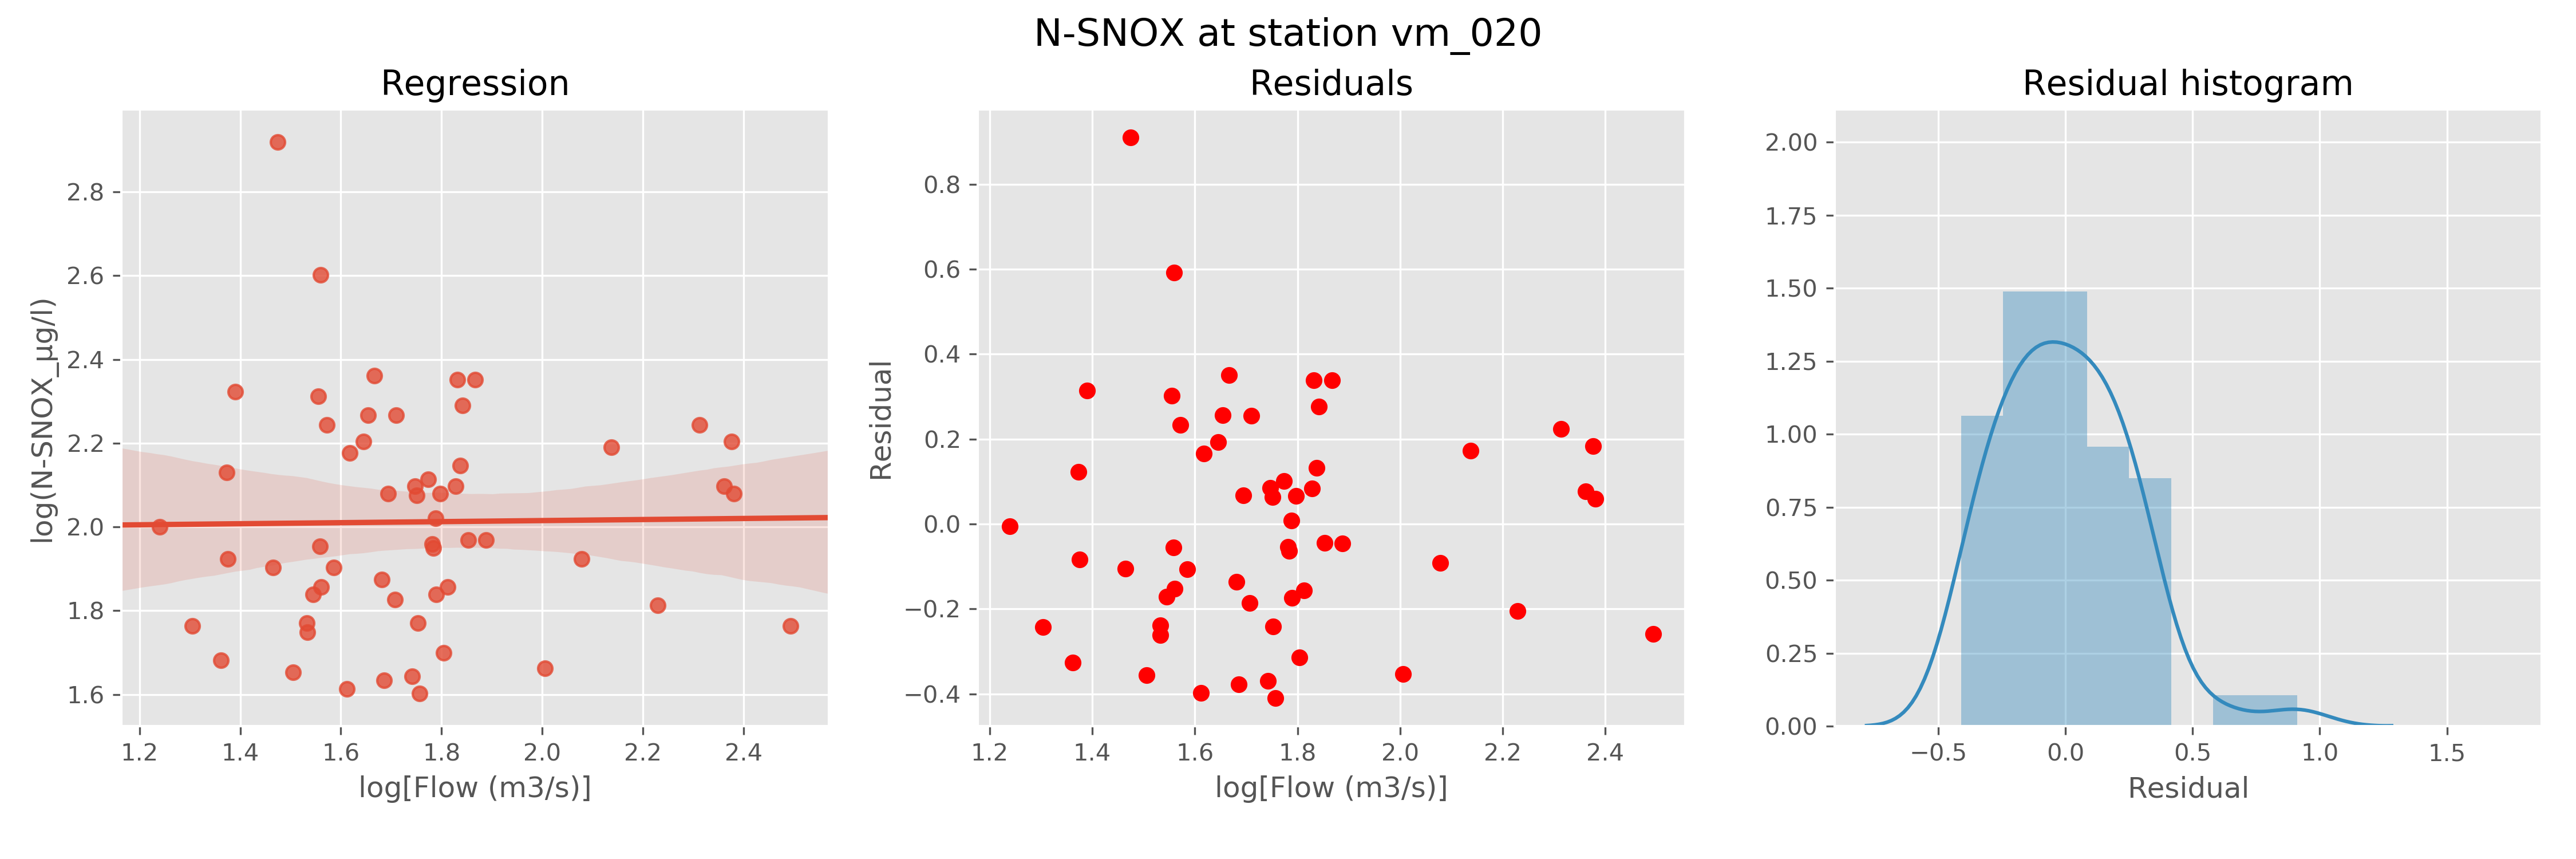 N-SNOX at station vm_020
Regression
log(N-SNOX_µg/l)
2.8
2.6
2.4
2.2
2.0
1.8
1.6
1.2 1.4 1.6 1.8 2.0 2.2 2.4
log[Flow (m3/s)]
Residuals
Residual
0.8
0.6
0.4
0.2
0.0
−0.2
−0.4
1.2 1.4 1.6 1.8 2.0 2.2 2.4
log[Flow (m3/s)]
Residual histogram
2.00
1.75
1.50
1.25
1.00
0.75
0.50
0.25
0.00
−0.5 0.0 0.5 1.0 1.5
Residual